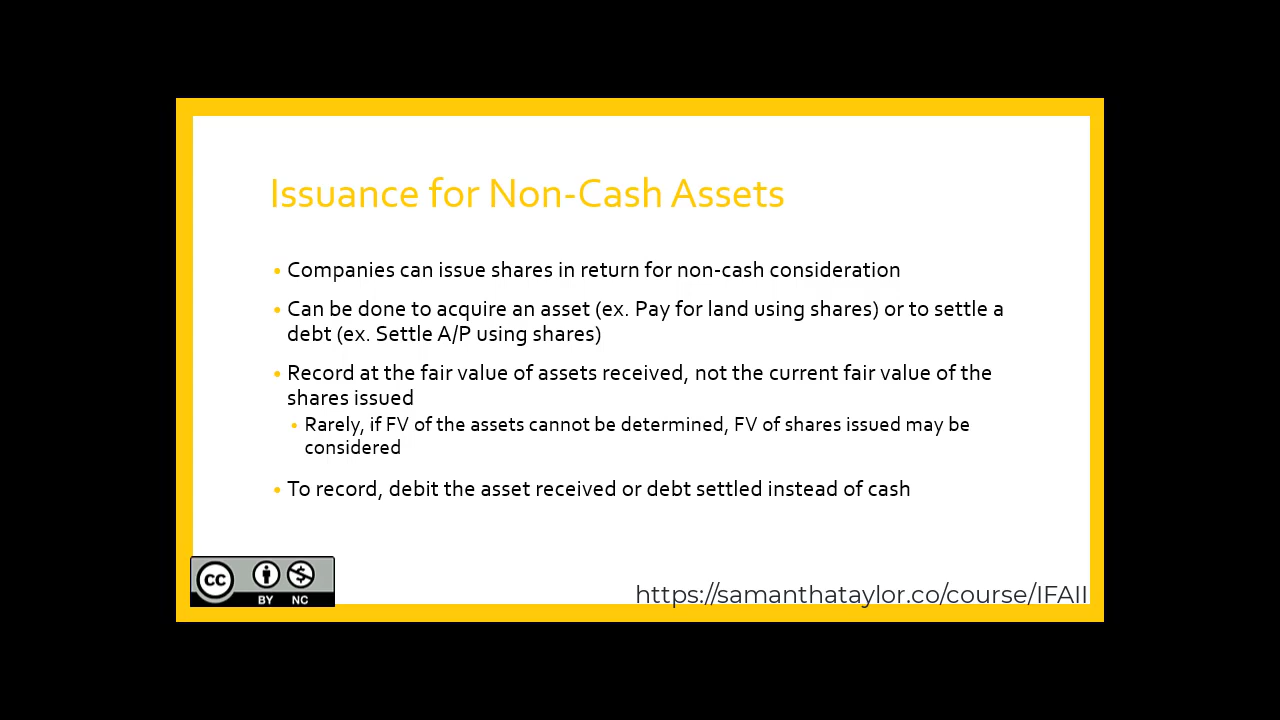 Issuance for Non-Cash Assets
• Companies can issue shares in return for non-cash consideration
• Can be done to acquire an asset (ex. Pay for land using shares) or to settle a
debt (ex. Settle A/P using shares)
• Record at the fair value of assets received, not the current fair value of the
shares issued
• Rarely, if FV of the assets cannot be determined, FV of shares issued may be
considered
• To record, debit the asset received or debt settled instead of cash
cc
BY NC
https://samanthataylor.co/course/IFAII